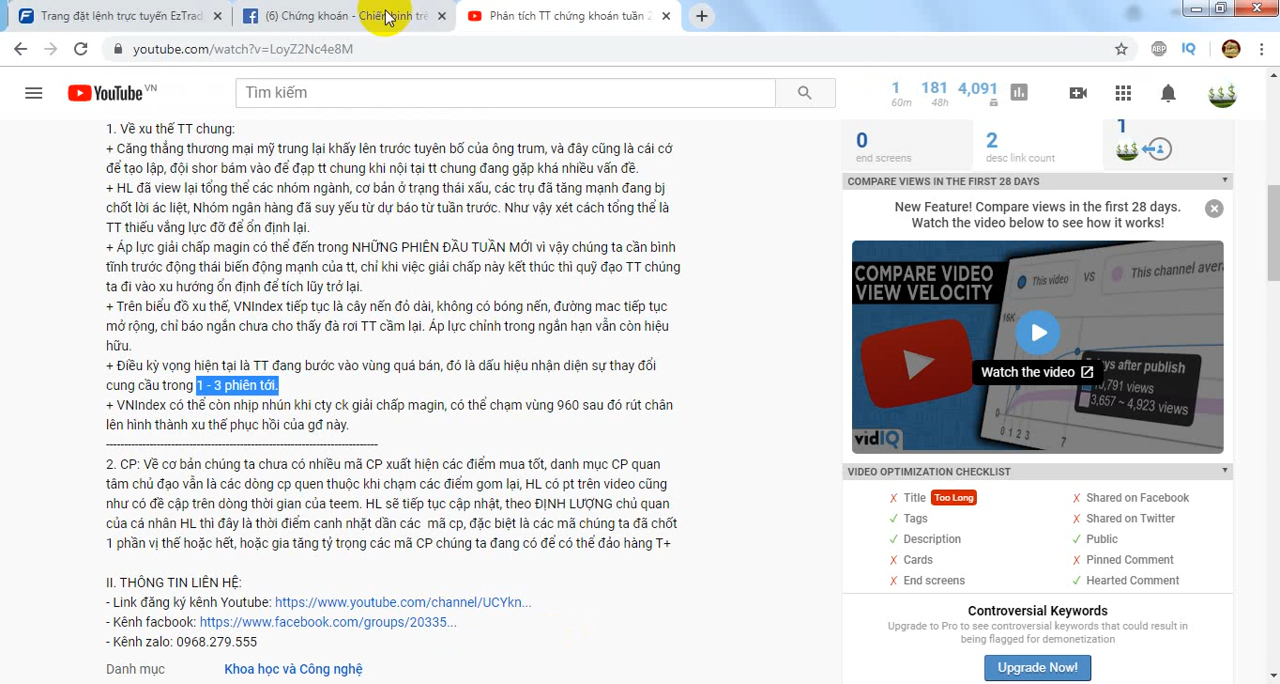 Trang đặt lệnh trực tuyến EzTrad
(6) Chứng khoán - Chiến binh trê
Phân tích TT chứng khoán tuần 2
youtube.com/watch?v=LoyZ2Nc4e8M
ABP
IQ
YouTube VN
Tìm kiếm
1 181 4,091
60m 48h
1. Về xu thế TT chung:
+ Căng thẳng thương mại mỹ trung lại khấy lên trước tuyên bố của ông trum, và đây cũng là cái cớ
để tạo lập, đội shor bám vào để đạp tt chung khi nội tại tt chung đang gặp khá nhiều vấn đề.
+ HL đã view lại tổng thể các nhóm ngành, cơ bản ở trạng thái xấu, các trụ đã tăng mạnh đang bị
chốt lời ác liệt, Nhóm ngân hàng đã suy yếu từ dự báo từ tuần trước. Như vậy xét cách tổng thể là
TT thiếu vắng lực đỡ để ổn định lại.
+ Áp lực giải chấp magin có thể đến trong NHỮNG PHIÊN ĐẦU TUẦN MỚI vì vậy chúng ta cần bình
tĩnh trước động thái biến động mạnh của tt, chỉ khi việc giải chấp này kết thúc thì quỹ đạo TT chúng
ta đi vào xu hướng ổn định để tích lũy trở lại.
+ Trên biểu đồ xu thế, VNIndex tiếp tục là cây nến đỏ dài, không có bóng nến, đường mac tiếp tục
mở rộng, chỉ báo ngắn chưa cho thấy đà rơi TT cầm lại. Áp lực chỉnh trong ngắn hạn vẫn còn hiệu
hữu.
+ Điều kỳ vọng hiện tại là TT đang bước vào vùng quá bán, đó là dấu hiệu nhận diện sự thay đổi
cung cầu trong 1 - 3 phiên tới.
+ VNIndex có thể còn nhịp nhún khi cty ck giải chấp magin, có thể chạm vùng 960 sau đó rút chân
lên hình thành xu thế phục hồi của gđ này.
----------------------------------------------------------------------------
2. CP: Về cơ bản chúng ta chưa có nhiều mã CP xuất hiện các điểm mua tốt, danh mục CP quan
tâm chủ đạo vẫn là các dòng cp quen thuộc khi chạm các điểm gom lại, HL có pt trên video cũng
như có đề cập trên dòng thời gian của teem. HL sẽ tiếp tục cập nhật, theo ĐỊNH LƯỢNG chủ quan
của cá nhân HL thì đây là thời điểm canh nhặt dần các mã cp, đặc biệt là các mã chúng ta đã chốt
1 phần vị thế hoặc hết, hoặc gia tăng tỷ trọng các mã CP chúng ta đang có để có thể đảo hàng T+
II. THÔNG TIN LIÊN HỆ:
- Link đăng ký kênh Youtube: https://www.youtube.com/channel/UCYkn...
- Kênh facbook: https://www.facebook.com/groups/20335...
- Kênh zalo: 0968.279.555
Danh mục Khoa học và Công nghệ
0 2 1
end screens desc link count
COMPARE VIEWS IN THE FIRST 28 DAYS
New Feature! Compare views in the first 28 days.
Watch the video below to see how it works!
COMPARE VIDEO
VIEW VELOCITY
This video VS This channel avera
16K
Watch the video
days after publish
10,791 views
3,657 ~ 4,923 views
0
0 1 2 3 7
vidIQ
VIDEO OPTIMIZATION CHECKLIST
✗ Title Too Long ✗ Shared on Facebook
✓ Tags ✗ Shared on Twitter
✓ Description ✓ Public
✗ Cards ✗ Pinned Comment
✗ End screens ✓ Hearted Comment
Controversial Keywords
Upgrade to Pro to see controversial keywords that could result in
being flagged for demonetization
Upgrade Now!